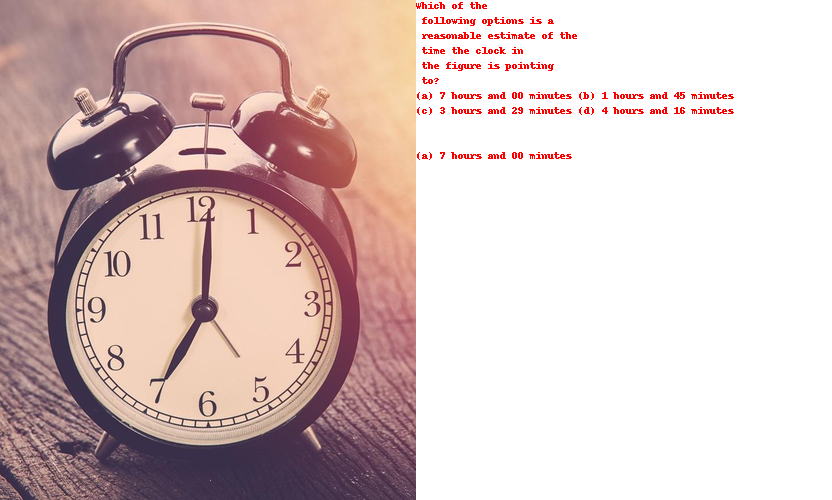 Which of the
following options is a
reasonable estimate of the
time the clock in
the figure is pointing
to?
(a) 7 hours and 00 minutes (b) 1 hours and 45 minutes
(c) 3 hours and 29 minutes (d) 4 hours and 16 minutes
(a) 7 hours and 00 minutes
12
11 1
10 2
9 3
8 4
7 5
6